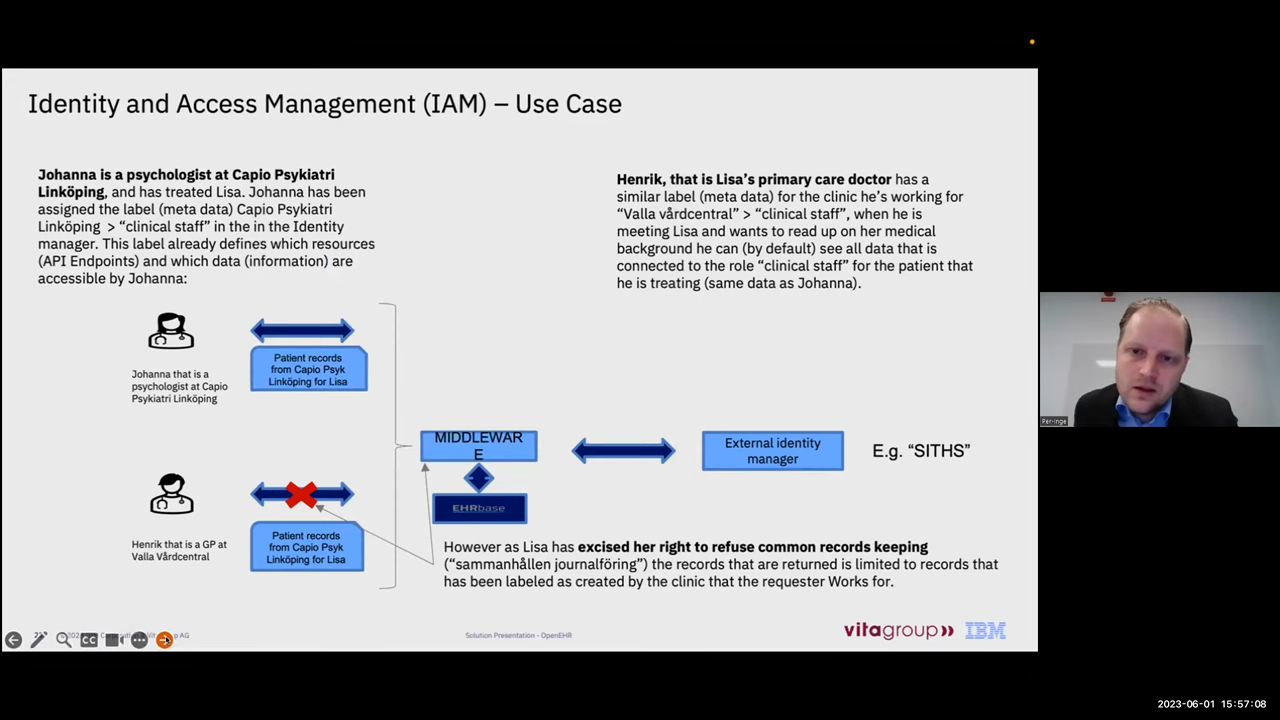 Identity and Access Management (IAM) – Use Case
Johanna is a psychologist at Capio Psykiatri
Linköping, and has treated Lisa. Johanna has been
assigned the label (meta data) Capio Psykiatri
Linköping > “clinical staff” in the in the Identity
manager. This label already defines which resources
(API Endpoints) and which data (information) are
accessible by Johanna:
Henrik, that is Lisa’s primary care doctor has a
similar label (meta data) for the clinic he’s working for
“Valla vårdcentral” > “clinical staff”, when he is
meeting Lisa and wants to read up on her medical
background he can (by default) see all data that is
connected to the role “clinical staff” for the patient that
he is treating (same data as Johanna).
Patient records
from Capio Psyk
Linköping for Lisa
Johanna that is a
psychologist at Capio
Psykiatri Linköping
MIDDLEWAR
E
External identity
manager
E.g. “SITHS”
EHRbase
Patient records
from Capio Psyk
Linköping for Lisa
Henrik that is a GP at
Valla Vårdcentral
However as Lisa has excised her right to refuse common records keeping
(“sammanhållen journalföring”) the records that are returned is limited to records that
has been labeled as created by the clinic that the requester Works for.
Per-Inge
CC
AG
Solution Presentation - OpenEHR
vitagroup
IBM
2023-06-01 15:57:08